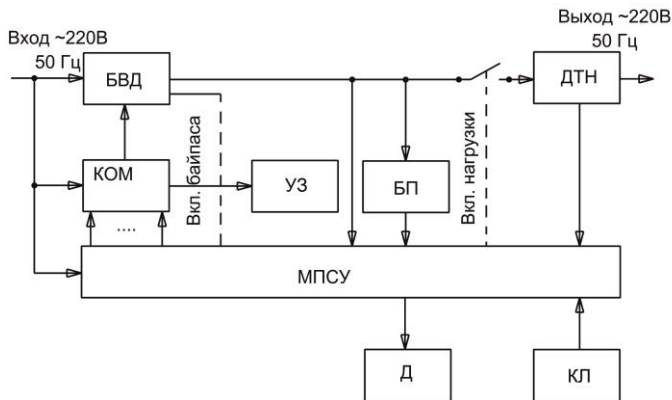 Вход ~220В
50 Гц
Выход ~220В
50 Гц
БВД
ДТН
КОМ
Вкл. байпаса
УЗ
БП
Вкл. нагрузки
....
МПСУ
Д
КЛ